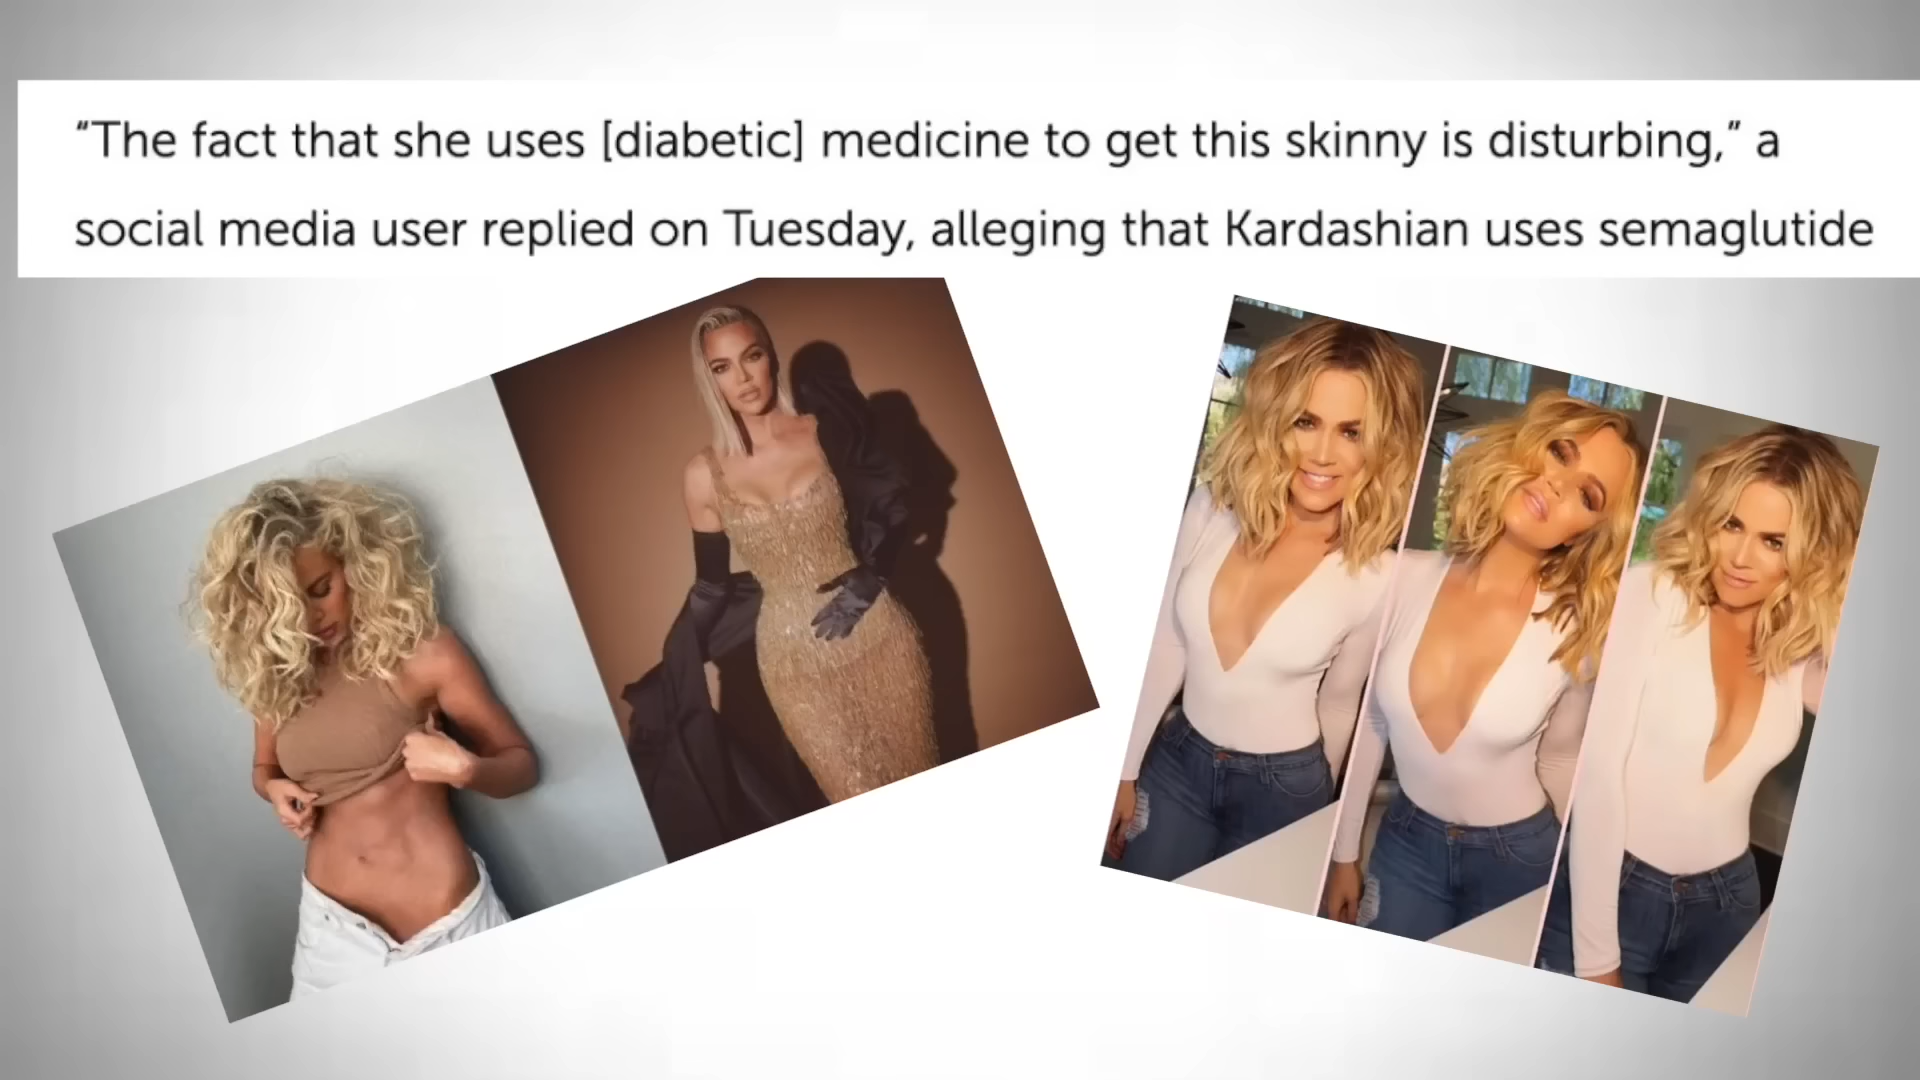 “The fact that she uses [diabetic] medicine to get this skinny is disturbing,” a
social media user replied on Tuesday, alleging that Kardashian uses semaglutide